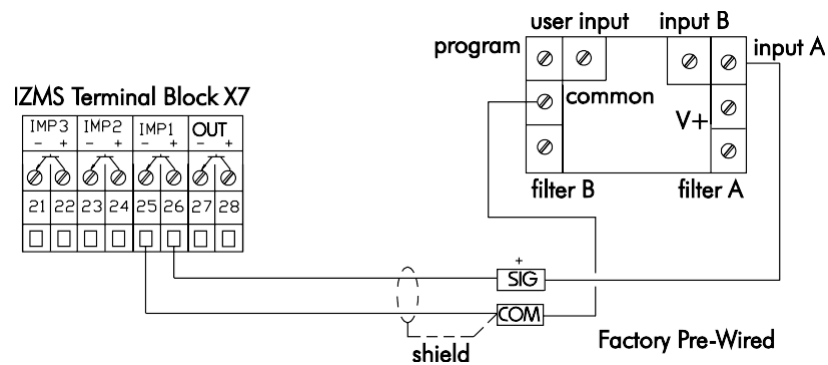 user input input B
program input A
IZMS Terminal Block X7
IMP3 IMP2 IMP1 OUT
- + - + - + - +
common
V+
21 22 23 24 25 26 27 28
filter B filter A
+
SIG
COM
Factory Pre-Wired
shield